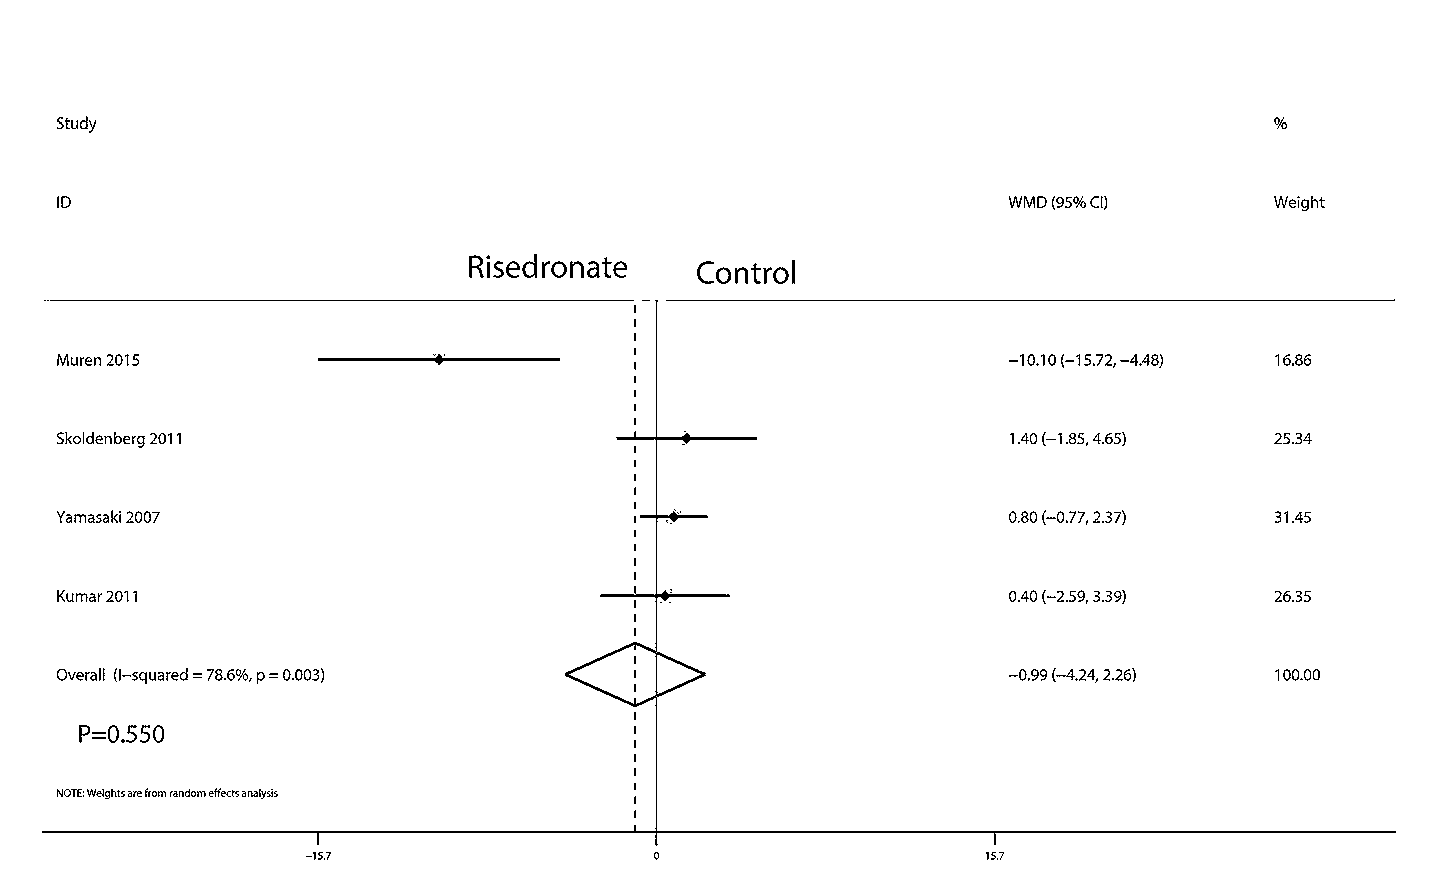 Study %
ID WMD (95% CI) Weight
Risedronate Control
Muren 2015 −10.10 (−15.72, −4.48) 16.86
Skoldenberg 2011 1.40 (−1.85, 4.65) 25.34
Yamasaki 2007 0.80 (−0.77, 2.37) 31.45
Kumar 2011 0.40 (−2.59, 3.39) 26.35
Overall (I−squared = 78.6%, p = 0.003) −0.99 (−4.24, 2.26) 100.00
P=0.550
NOTE: Weights are from random effects analysis
−15.7 0 15.7